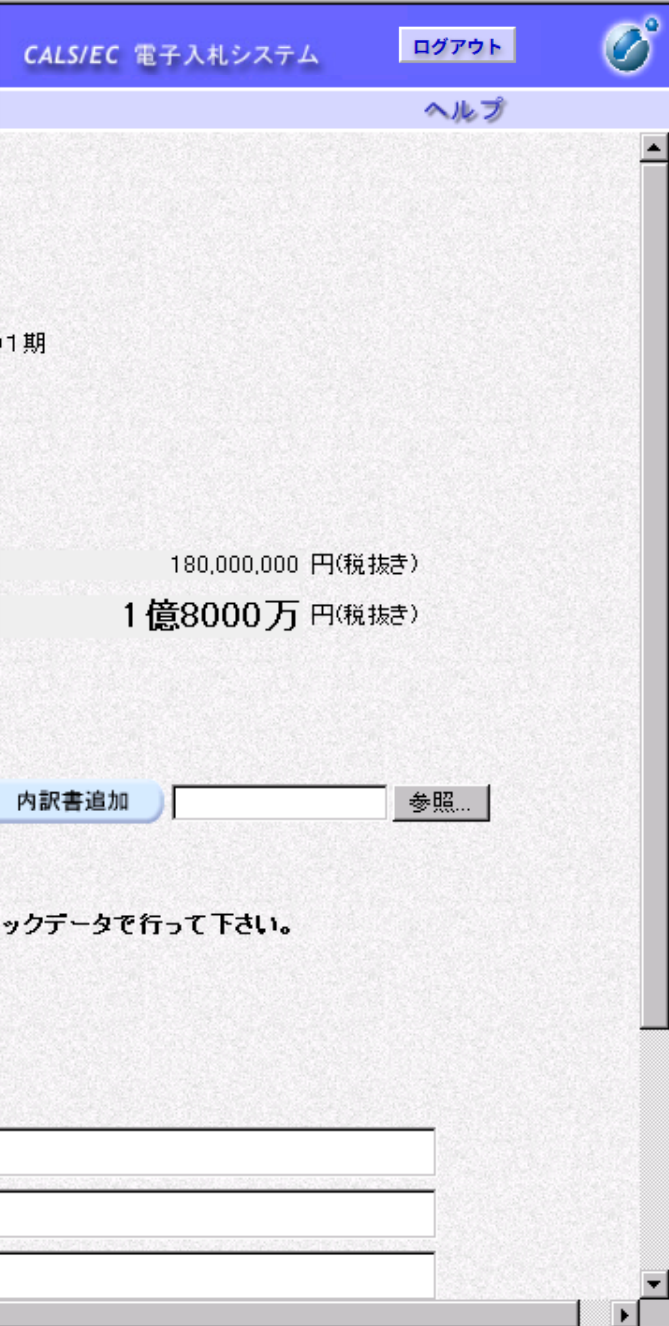 CALS/EC 電子入札システム ログアウト
ヘルプ
1期
180,000,000 円(税抜き)
1億8000万 円(税抜き)
内訳書追加 参照...
ックデータで行って下さい。